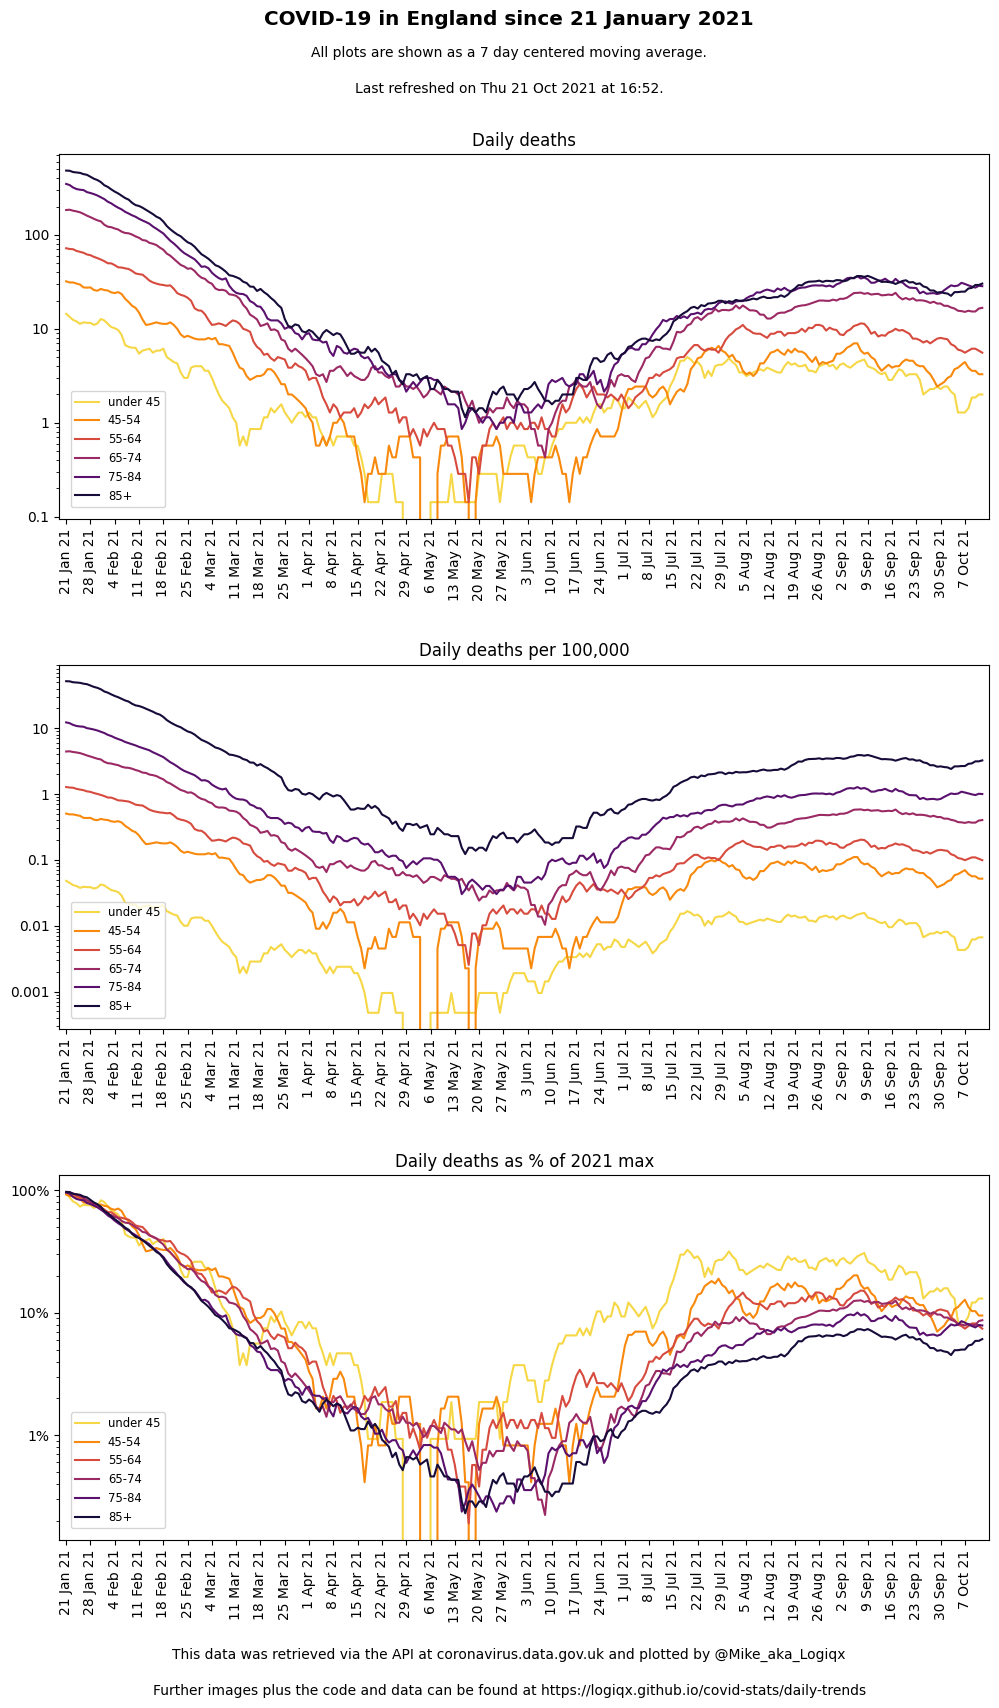 COVID-19 in England since 21 January 2021
All plots are shown as a 7 day centered moving average.
Last refreshed on Thu 21 Oct 2021 at 16:52.
Daily deaths
100
10
1
0.1
under 45
45-54
55-64
65-74
75-84
85+
21 Jan 21
28 Jan 21
4 Feb 21
11 Feb 21
18 Feb 21
25 Feb 21
4 Mar 21
11 Mar 21
18 Mar 21
25 Mar 21
1 Apr 21
8 Apr 21
15 Apr 21
22 Apr 21
29 Apr 21
6 May 21
13 May 21
20 May 21
27 May 21
3 Jun 21
10 Jun 21
17 Jun 21
24 Jun 21
1 Jul 21
8 Jul 21
15 Jul 21
22 Jul 21
29 Jul 21
5 Aug 21
12 Aug 21
19 Aug 21
26 Aug 21
2 Sep 21
9 Sep 21
16 Sep 21
23 Sep 21
30 Sep 21
7 Oct 21
Daily deaths per 100,000
10
1
0.1
0.01
0.001
under 45
45-54
55-64
65-74
75-84
85+
21 Jan 21
28 Jan 21
4 Feb 21
11 Feb 21
18 Feb 21
25 Feb 21
4 Mar 21
11 Mar 21
18 Mar 21
25 Mar 21
1 Apr 21
8 Apr 21
15 Apr 21
22 Apr 21
29 Apr 21
6 May 21
13 May 21
20 May 21
27 May 21
3 Jun 21
10 Jun 21
17 Jun 21
24 Jun 21
1 Jul 21
8 Jul 21
15 Jul 21
22 Jul 21
29 Jul 21
5 Aug 21
12 Aug 21
19 Aug 21
26 Aug 21
2 Sep 21
9 Sep 21
16 Sep 21
23 Sep 21
30 Sep 21
7 Oct 21
Daily deaths as % of 2021 max
100%
10%
1%
under 45
45-54
55-64
65-74
75-84
85+
21 Jan 21
28 Jan 21
4 Feb 21
11 Feb 21
18 Feb 21
25 Feb 21
4 Mar 21
11 Mar 21
18 Mar 21
25 Mar 21
1 Apr 21
8 Apr 21
15 Apr 21
22 Apr 21
29 Apr 21
6 May 21
13 May 21
20 May 21
27 May 21
3 Jun 21
10 Jun 21
17 Jun 21
24 Jun 21
1 Jul 21
8 Jul 21
15 Jul 21
22 Jul 21
29 Jul 21
5 Aug 21
12 Aug 21
19 Aug 21
26 Aug 21
2 Sep 21
9 Sep 21
16 Sep 21
23 Sep 21
30 Sep 21
7 Oct 21
This data was retrieved via the API at coronavirus.data.gov.uk and plotted by @Mike_aka_Logiqx
Further images plus the code and data can be found at https://logiqx.github.io/covid-stats/daily-trends